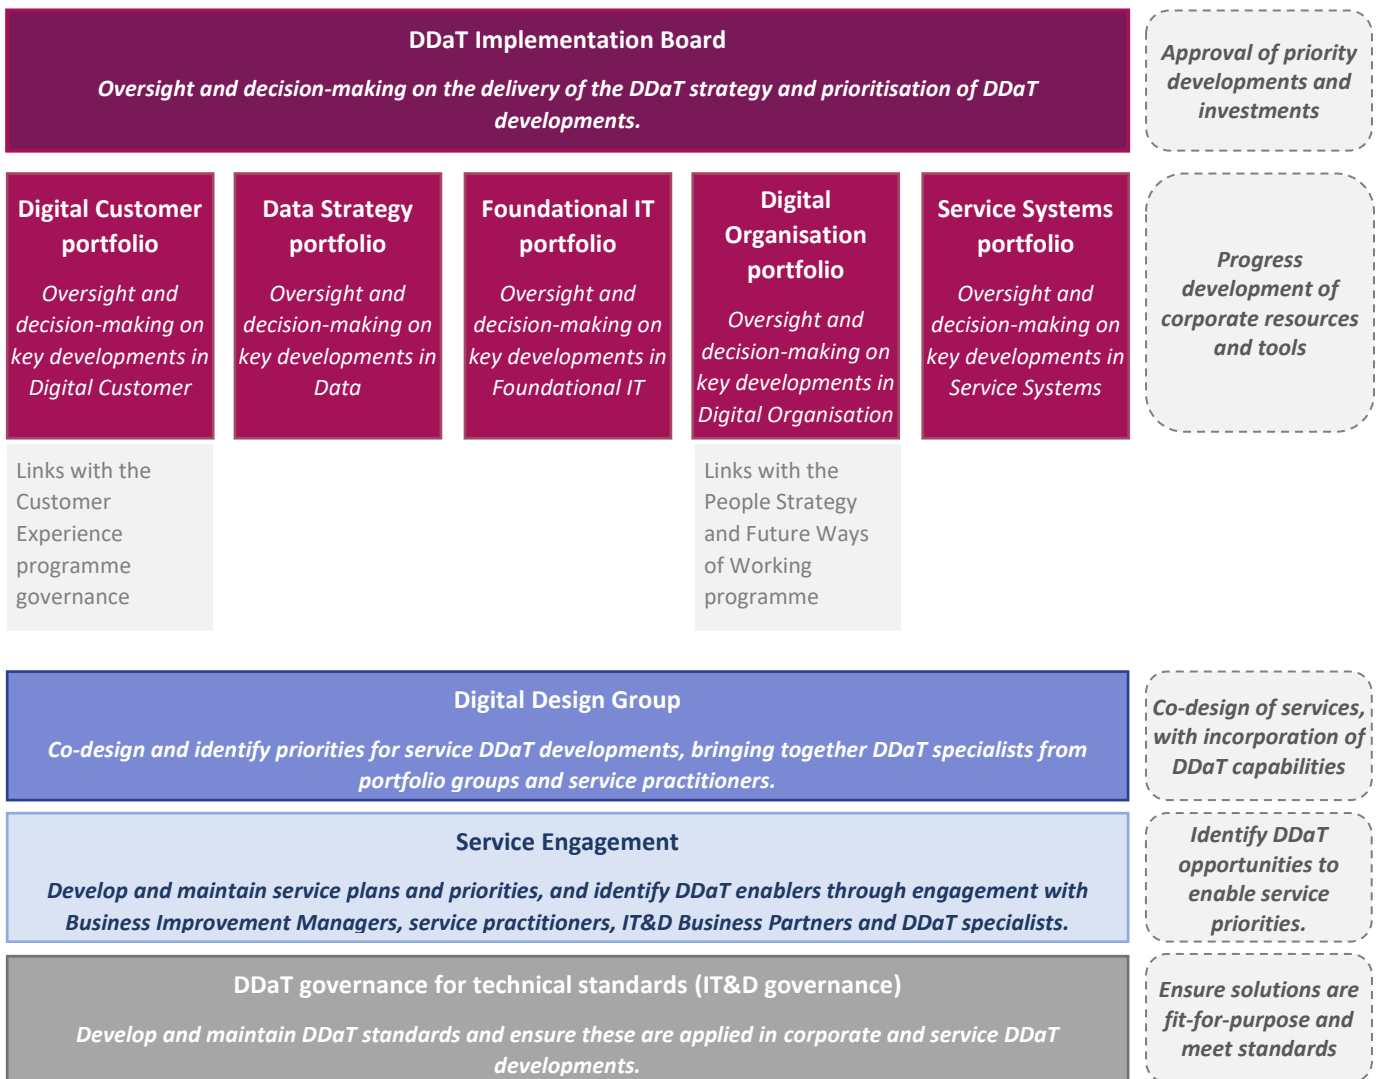 DDaT Implementation Board
Oversight and decision-making on the delivery of the DDaT strategy and prioritisation of DDaT
developments.
Approval of priority
developments and
investments
Digital Customer
portfolio
Oversight and
decision-making on
key developments in
Digital Customer
Data Strategy
portfolio
Oversight and
decision-making on
key developments in
Data
Foundational IT
portfolio
Oversight and
decision-making on
key developments in
Foundational IT
Digital
Organisation
portfolio
Oversight and
decision-making on
key developments in
Digital Organisation
Service Systems
portfolio
Oversight and
decision-making on
key developments in
Service Systems
Progress
development of
corporate resources
and tools
Links with the
Customer
Experience
programme
governance
Links with the
People Strategy
and Future Ways
of Working
programme
Digital Design Group
Co-design and identify priorities for service DDaT developments, bringing together DDaT specialists from
portfolio groups and service practitioners.
Co-design of services,
with incorporation of
DDaT capabilities
Service Engagement
Develop and maintain service plans and priorities, and identify DDaT enablers through engagement with
Business Improvement Managers, service practitioners, IT&D Business Partners and DDaT specialists.
Identify DDaT
opportunities to
enable service
priorities.
DDaT governance for technical standards (IT&D governance)
Develop and maintain DDaT standards and ensure these are applied in corporate and service DDaT
developments.
Ensure solutions are
fit-for-purpose and
meet standards